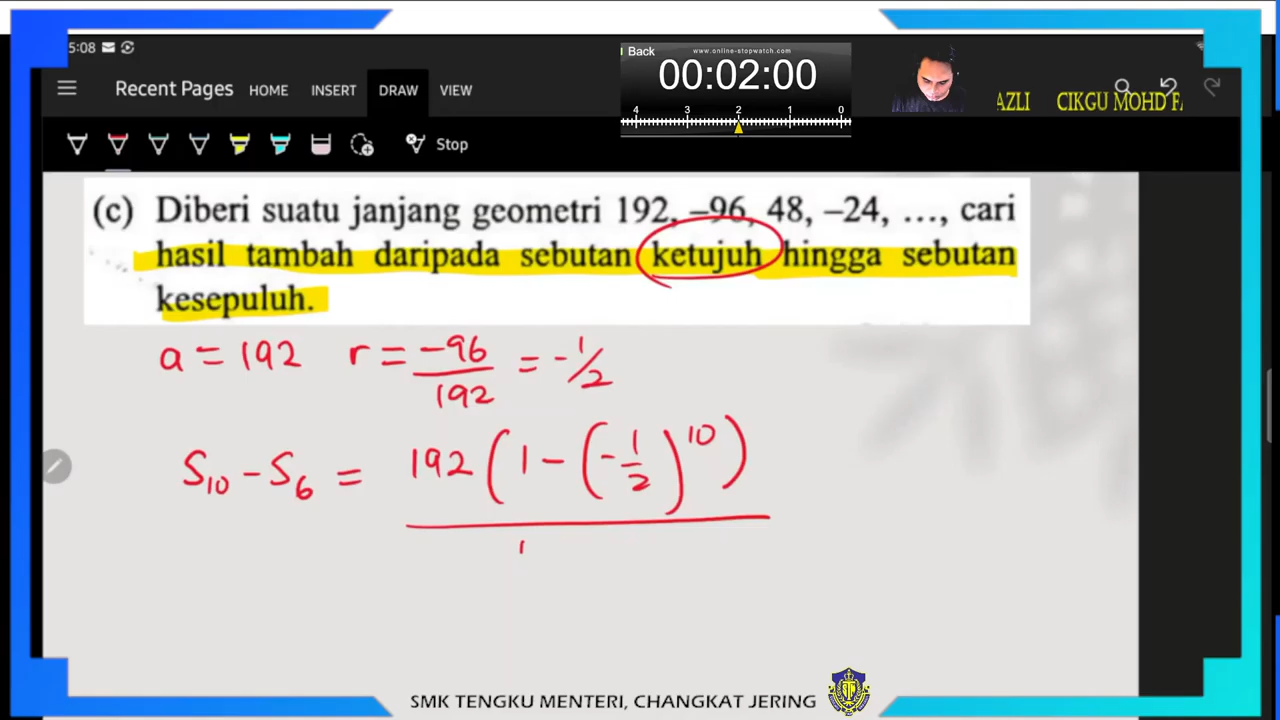 5:08
Back
www.online-stopwatch.com
00:02:00
4 3 2 1 0
AZLI CIKGU MOHD FA
Recent Pages HOME INSERT DRAW VIEW
Stop
(c) Diberi suatu janjang geometri 192, –96, 48, –24, ..., cari
hasil tambah daripada sebutan ketujuh hingga sebutan
kesepuluh.
a = 192 r = -96/192 = -1/2
S₁₀ - S₆ = 192(1-(-1/2)^10)
SMK TENGKU MENTERI, CHANGKAT JERING